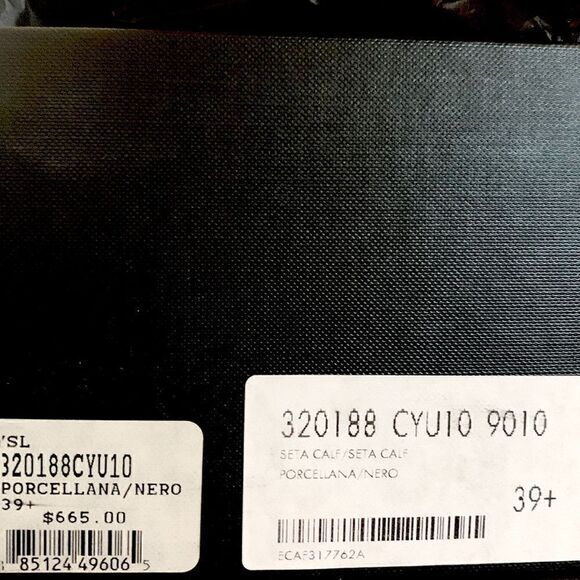 YSL
320188CYU10
PORCELLANA/NERO
39+
$665.00
85124 49606 5
320188 CYU10 9010
SETA CALF/SETA CALF
PORCELLANA/NERO
39+
ECAF317762A